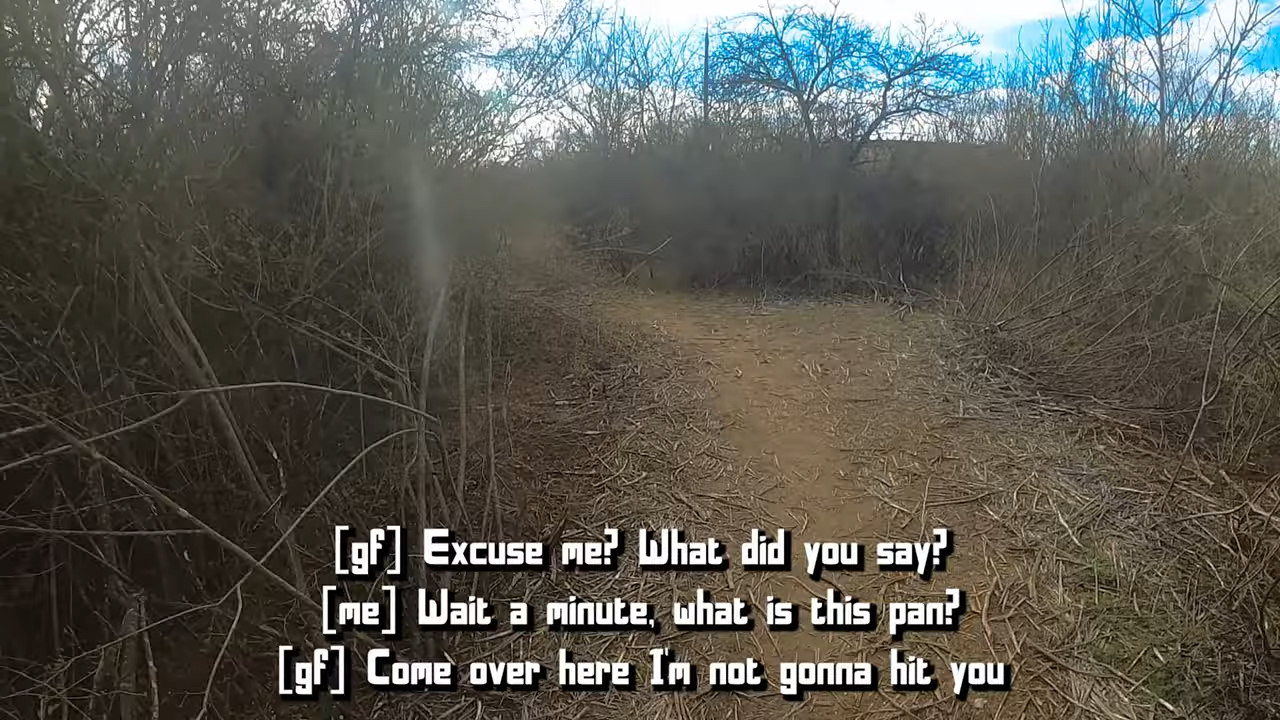 [gf] Excuse me? What did you say?
[me] Wait a minute, what is this pan?
[gf] Come over here I'm not gonna hit you